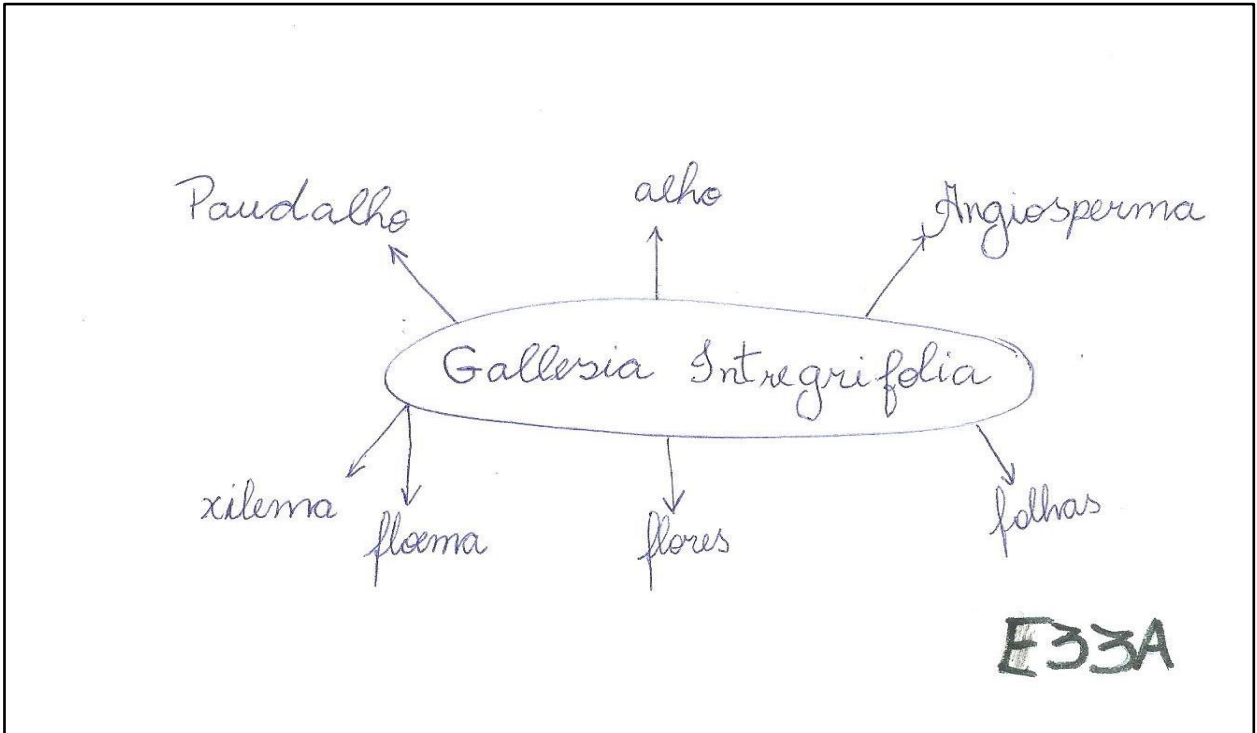 Paudalho
alho
Angiosperma
Gallesia Intregrifolia
xilema
floema
flores
folhas
E33A